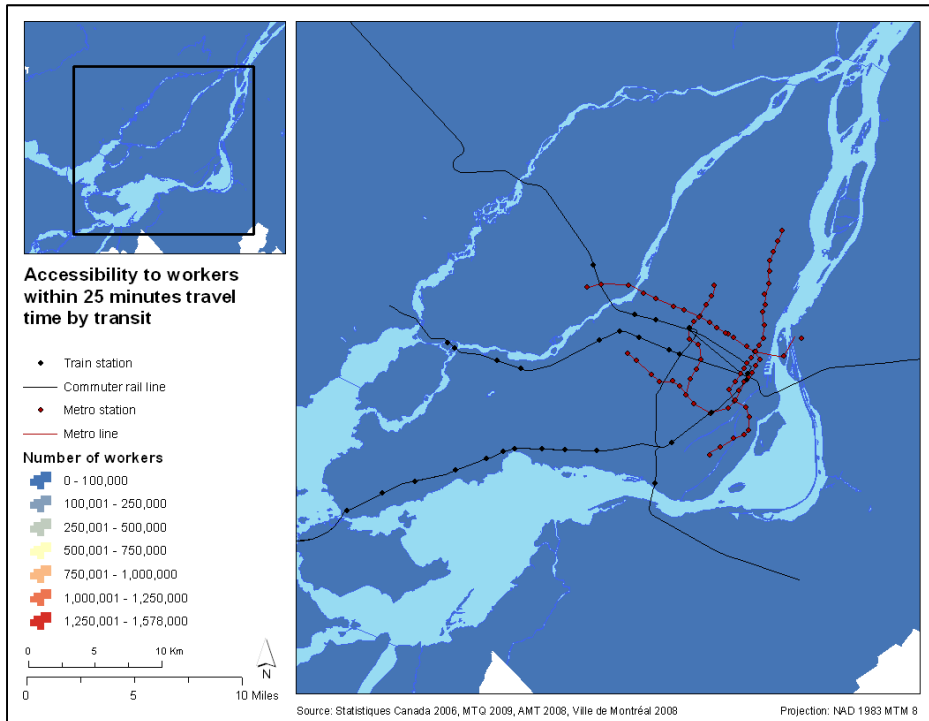 Accessibility to workers
within 25 minutes travel
time by transit
Train station
Commuter rail line
Metro station
Metro line
Number of workers
0 - 100,000
100,001 - 250,000
250,001 - 500,000
500,001 - 750,000
750,001 - 1,000,000
1,000,001 - 1,250,000
1,250,001 - 1,578,000
0 5 10 Km
N
0 5 10 Miles
Source: Statistiques Canada 2006, MTQ 2009, AMT 2008, Ville de Montréal 2008
Projection: NAD 1983 MTM 8